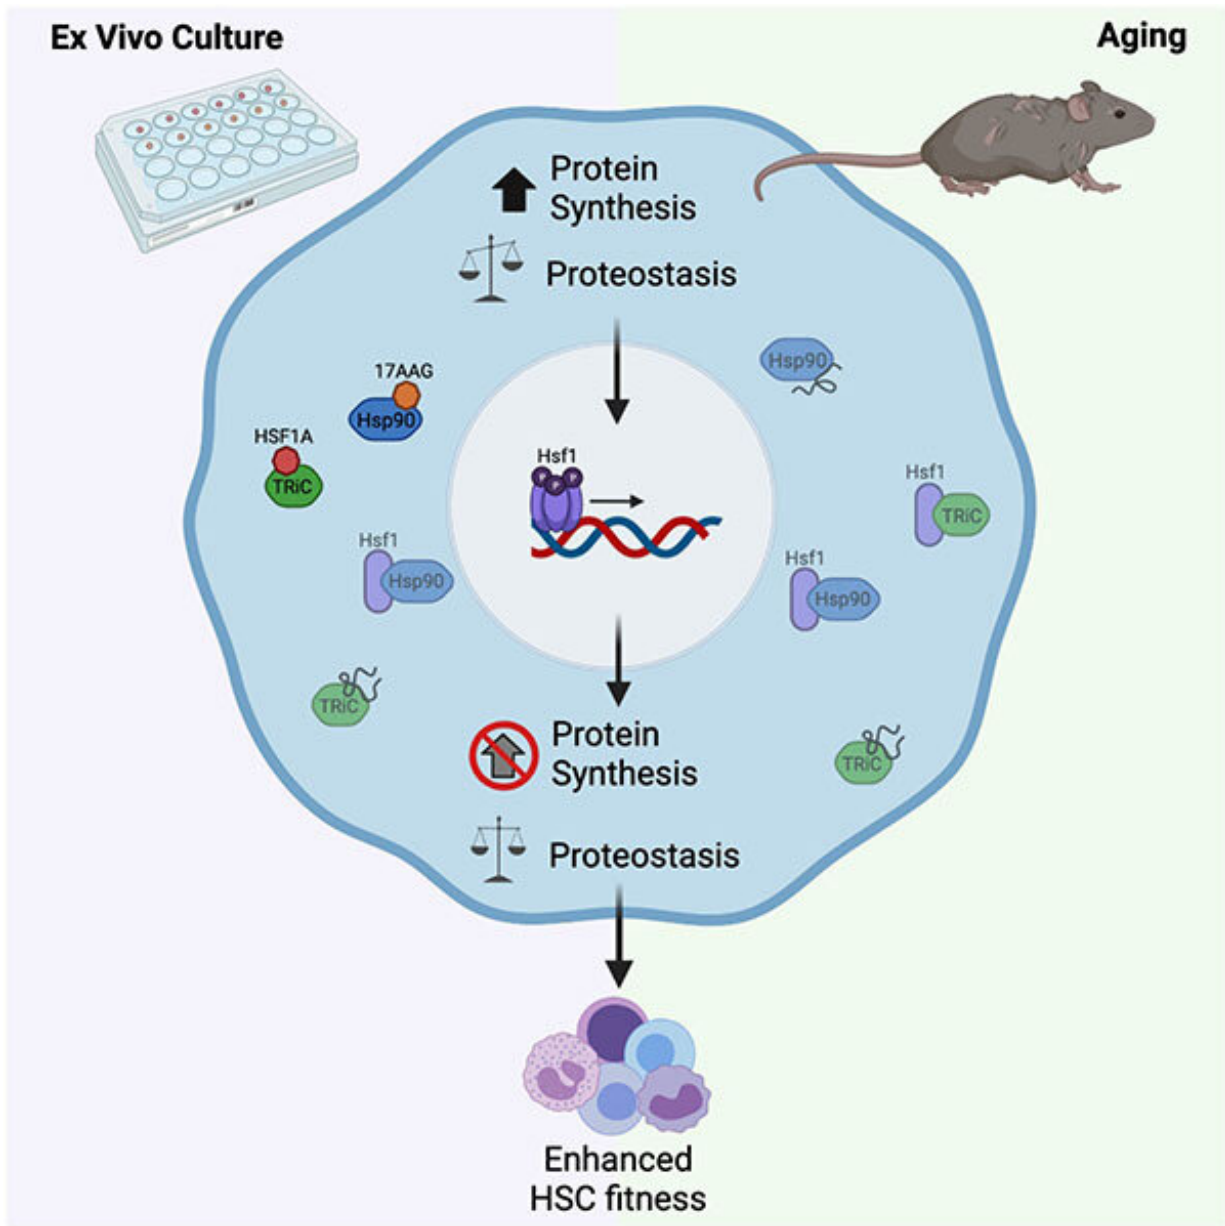 Ex Vivo Culture
Aging
Protein
Synthesis
Proteostasis
17AAG
Hsp90
HSF1A
TRiC
Hsf1
Hsp90
TRiC
Hsf1
Hsp90
Hsf1
TRiC
Hsf1
Hsp90
TRiC
Protein
Synthesis
Proteostasis
Enhanced
HSC fitness